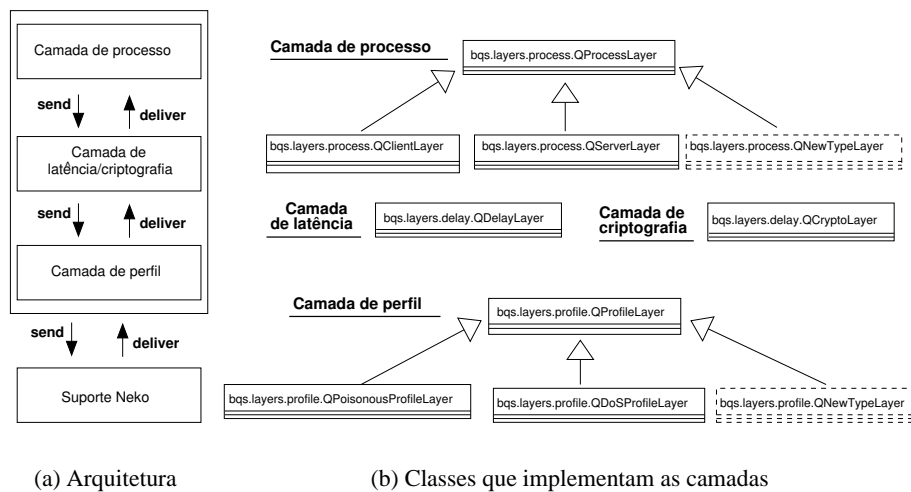 Camada de processo
send
deliver
Camada de
latência/criptografia
send
deliver
Camada de perfil
send
deliver
Suporte Neko
(a) Arquitetura
Camada de processo
bqs.layers.process.QProcessLayer
bqs.layers.process.QClientLayer
bqs.layers.process.QServerLayer
bqs.layers.process.QNewTypeLayer
Camada
de latência
bqs.layers.delay.QDelayLayer
Camada de
criptografia
bqs.layers.delay.QCryptoLayer
Camada de perfil
bqs.layers.profile.QProfileLayer
bqs.layers.profile.QPoisonousProfileLayer
bqs.layers.profile.QDoSProfileLayer
bqs.layers.profile.QNewTypeLayer
(b) Classes que implementam as camadas